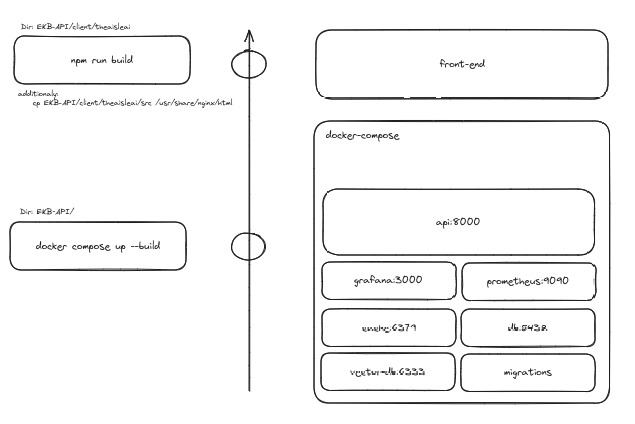 Dir: EKB-API/client/theaisleai
npm run build
additionaly:
cp EKB-API/client/theaisleai/src /usr/share/nginx/html
Dir: EKB-API/
docker compose up --build
front-end
docker-compose
api:8000
grafana:3000
prometheus:9090
:6379
db:5432
vector-db:6333
migrations